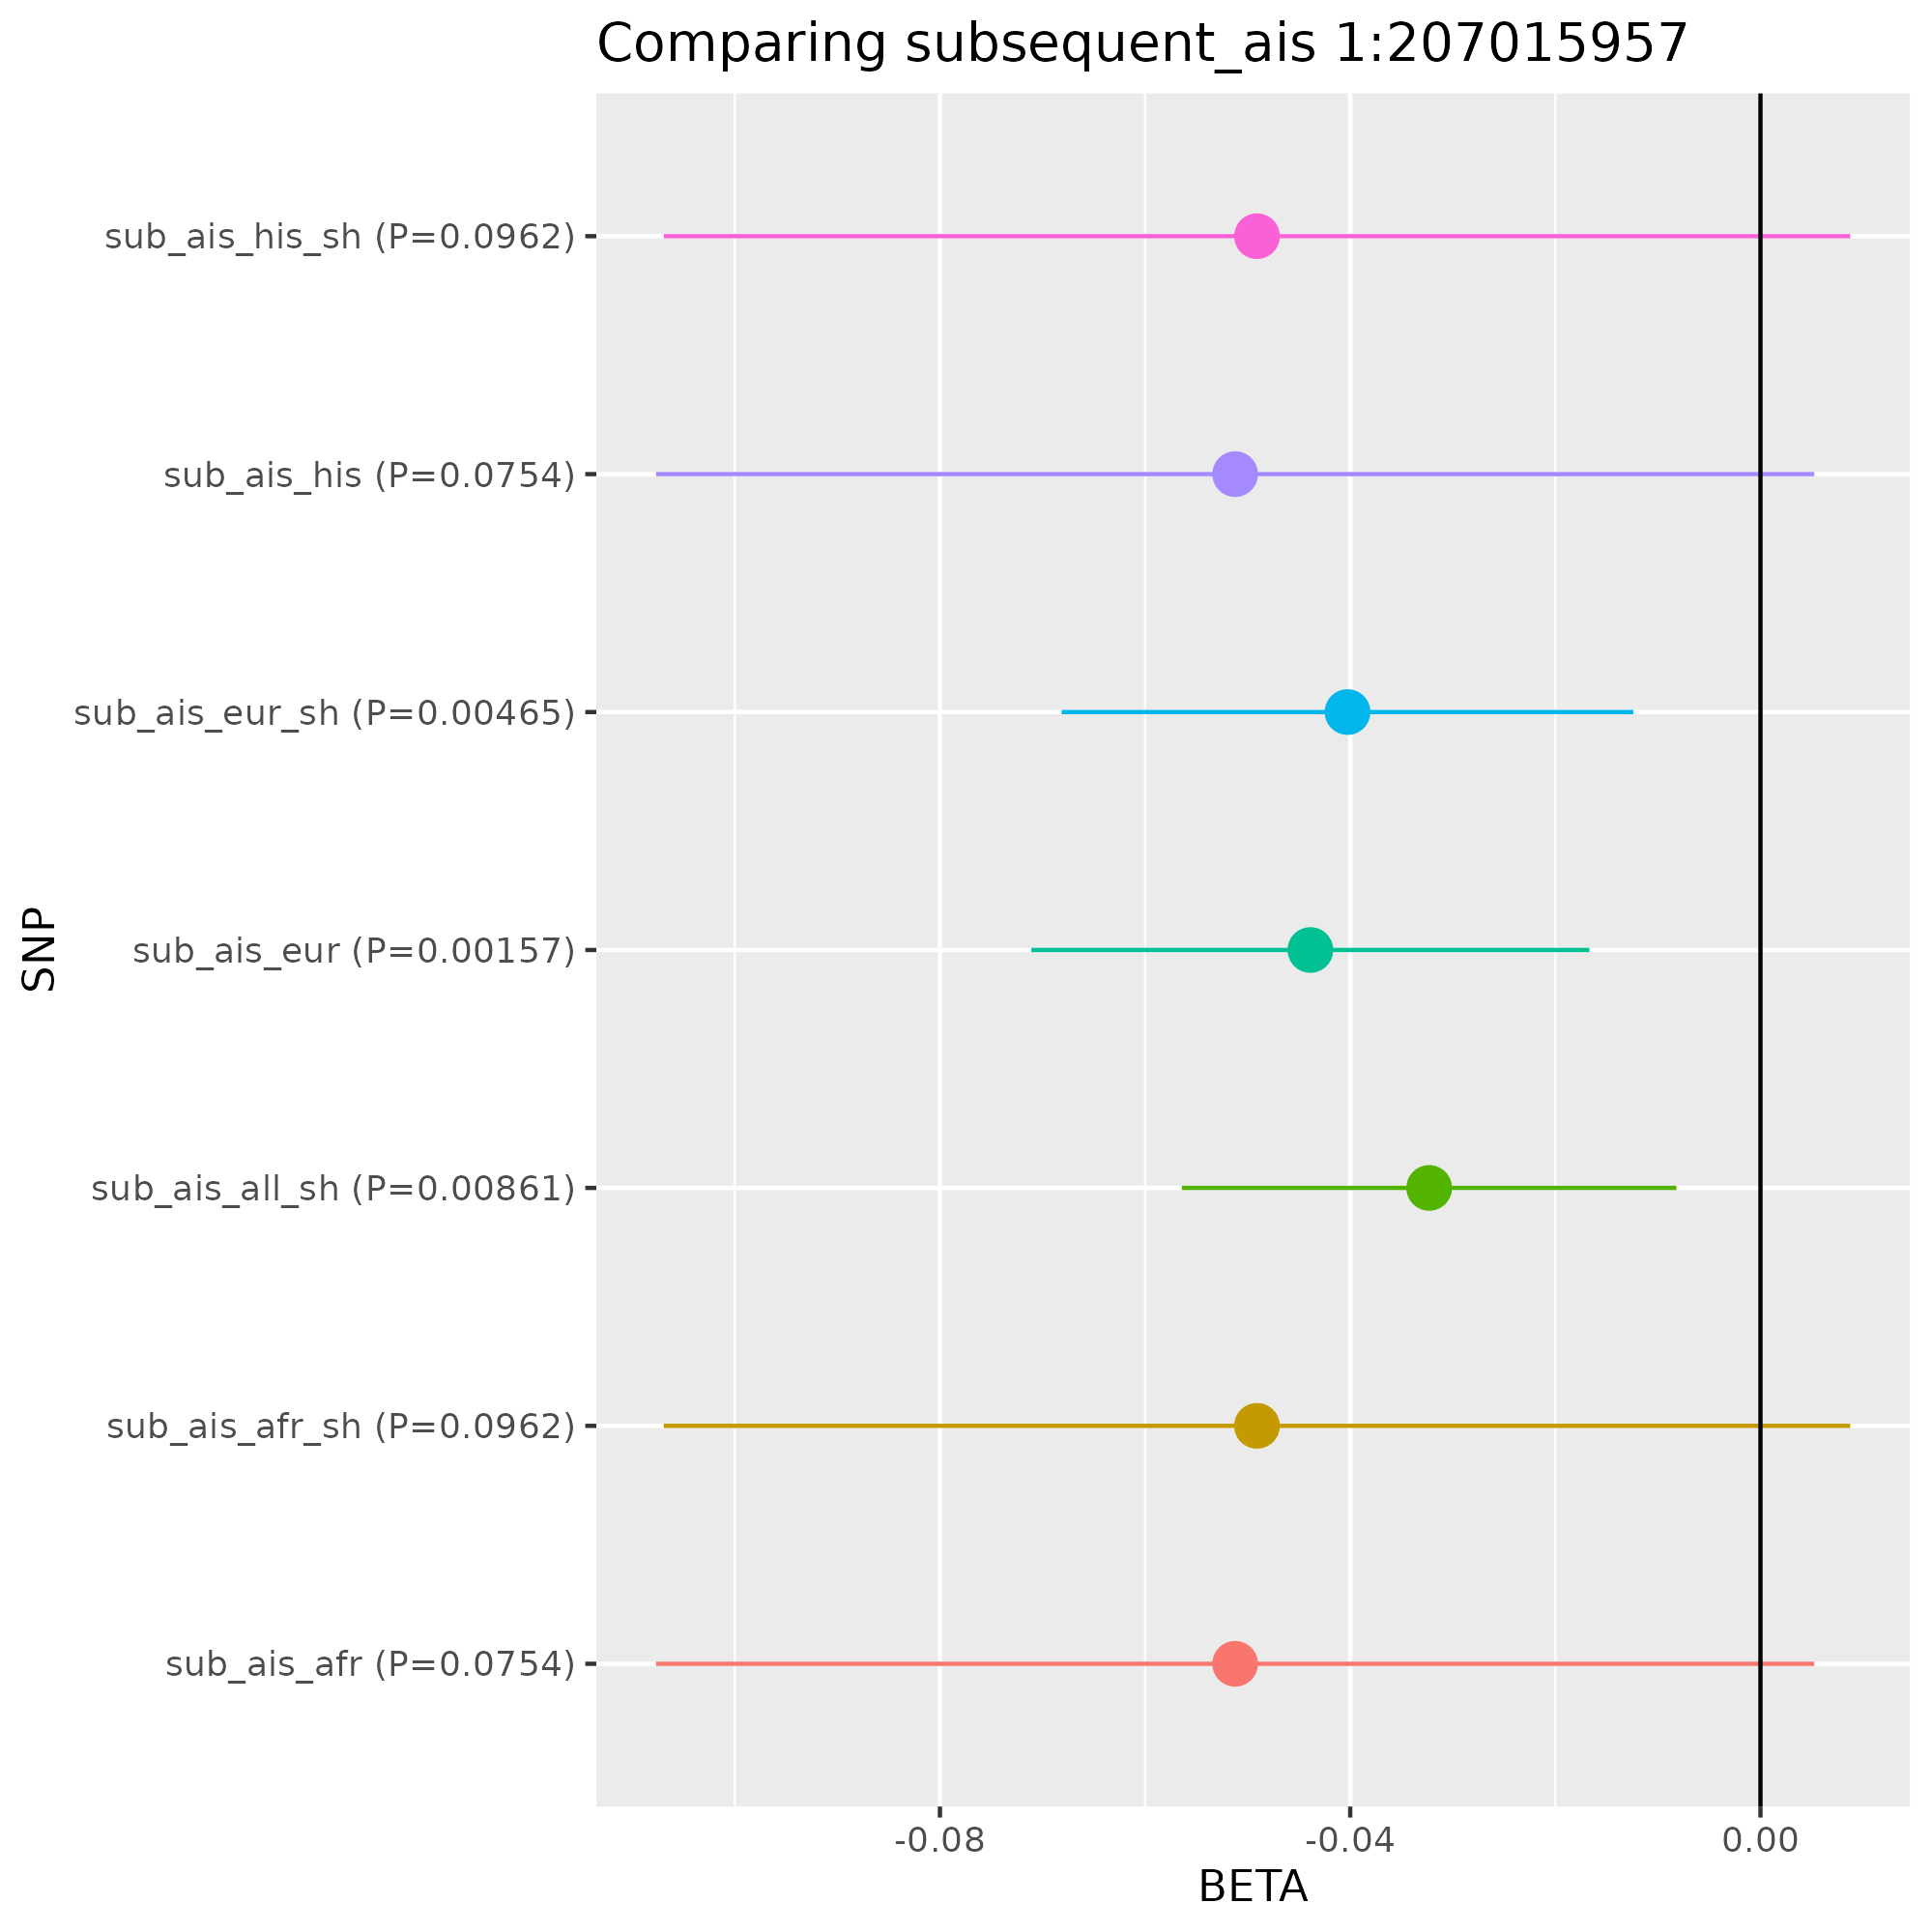 Comparing subsequent_ais 1:207015957
sub_ais_his_sh (P=0.0962)
sub_ais_his (P=0.0754)
sub_ais_eur_sh (P=0.00465)
SNP
sub_ais_eur (P=0.00157)
sub_ais_all_sh (P=0.00861)
sub_ais_afr_sh (P=0.0962)
sub_ais_afr (P=0.0754)
-0.08 -0.04 0.00
BETA